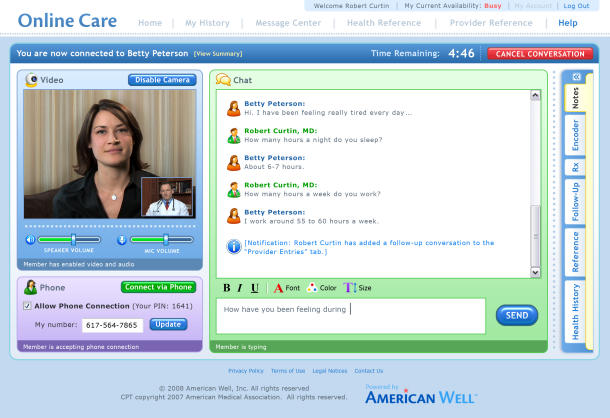 Welcome Robert Curtin | My Current Availability: Busy | My Account | Log Out
Online Care
Home | My History | Message Center | Health Reference | Provider Reference | Help
You are now connected to Betty Peterson [View Summary]
Time Remaining: 4:46
CANCEL CONVERSATION
Video
Disable Camera
SPEAKER VOLUME
MIC VOLUME
Member has enabled video and audio
Phone
Connect via Phone
Allow Phone Connection (Your PIN: 1641)
My number: 617-564-7865 Update
Member is accepting phone connection
Chat
Betty Peterson:
Hi. I have been feeling really tired every day...
Robert Curtin, MD:
How many hours a night do you sleep?
Betty Peterson:
About 6-7 hours.
Robert Curtin, MD:
How many hours a week do you work?
Betty Peterson:
I work around 55 to 60 hours a week.
[Notification: Robert Curtin has added a follow-up conversation to the
"Provider Entries" tab.]
B I U A Font Color T Size
How have you been feeling during
SEND
Member is typing
Notes
Encoder
Rx
Follow-Up
Reference
Health History
Privacy Policy Terms of Use Legal Notices Contact Us
© 2008 American Well, Inc. All rights reserved
CPT copyright 2007 American Medical Association. All rights reserved
Powered by
AMERICAN WELL